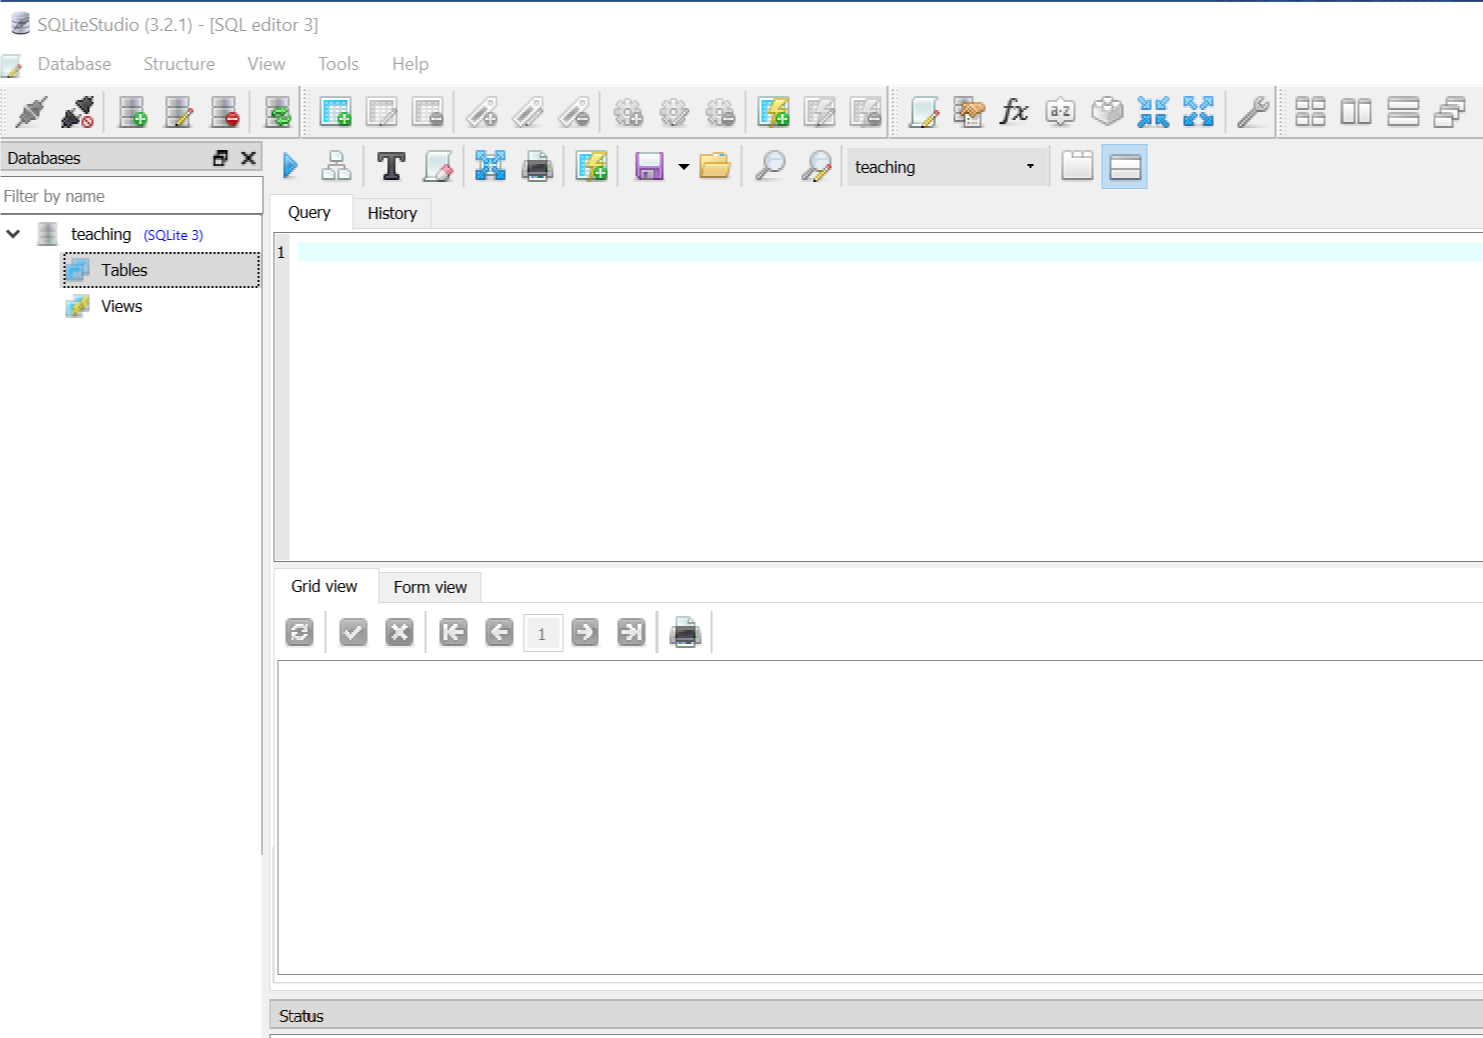 SQLiteStudio (3.2.1) - [SQL editor 3]
Database Structure View Tools Help
fx a-z
Databases
teaching
Filter by name
Query History
teaching (SQLite 3)
1
Tables
Views
Grid view Form view
1
Status